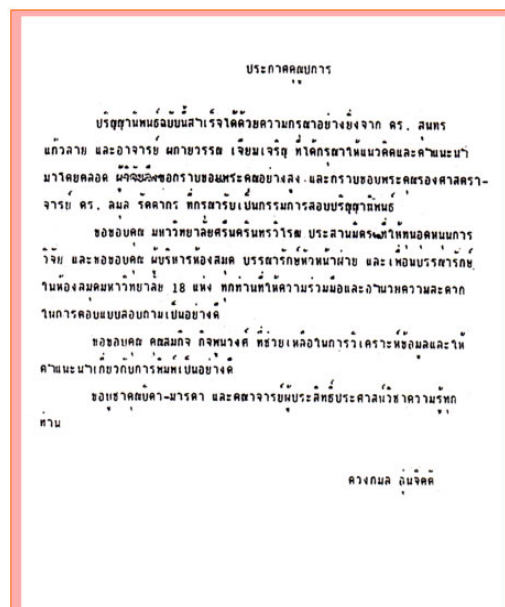 ประกาศคุณูปการ
ปริญญานิพนธ์ฉบับนี้สำเร็จได้ด้วยความกรุณาอย่างยิ่งจาก ดร. สุนทร
แก้วลาย และอาจารย์ ผกายวรรณ เจียมเจริญ ที่ได้กรุณาให้แนวคิดและคำแนะนำ
มาโดยตลอด ผู้วิจัยจึงขอกราบขอบพระคุณอย่างสูง และกราบขอบพระคุณรองศาสตรา-
จารย์ ดร. ลมุล รัตตากร ที่กรุณารับเป็นกรรมการสอบปริญญานิพนธ์
ขอขอบคุณ มหาวิทยาลัยศรีนครินทรวิโรฒ ประสานมิตร ที่ให้ทุนอุดหนุนการ
วิจัย และขอขอบคุณ ผู้บริหารห้องสมุด บรรณารักษ์หัวหน้าฝ่าย และเพื่อนบรรณารักษ์
ในห้องสมุดมหาวิทยาลัย 18 แห่ง ทุกท่านที่ให้ความร่วมมือและอำนวยความสะดวก
ในการตอบแบบสอบถามเป็นอย่างดี
ขอขอบคุณ คุณสมกิจ กิจพูนวงศ์ ที่ช่วยเหลือในการวิเคราะห์ข้อมูลและให้
คำแนะนำเกี่ยวกับการพิมพ์เป็นอย่างดี
ขอบูชาคุณบิดา-มารดา และคณาจารย์ผู้ประสิทธิ์ประศาสน์วิชาความรู้ทุก
ท่าน
ดวงกมล อุ่นจิตติ